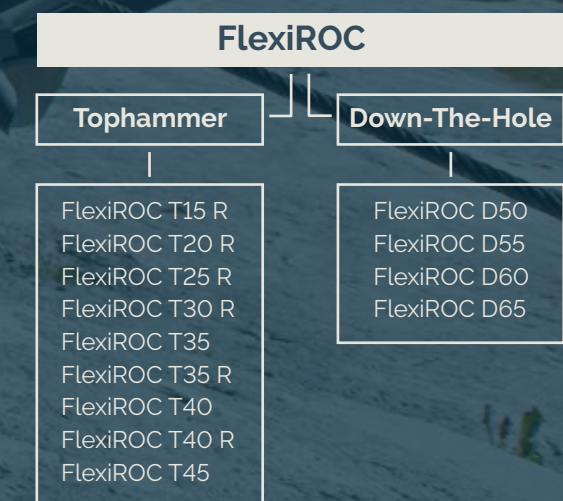 FlexiROC
Tophammer
FlexiROC T15 R
FlexiROC T20 R
FlexiROC T25 R
FlexiROC T30 R
FlexiROC T35
FlexiROC T35 R
FlexiROC T40
FlexiROC T40 R
FlexiROC T45
Down-The-Hole
FlexiROC D50
FlexiROC D55
FlexiROC D60
FlexiROC D65